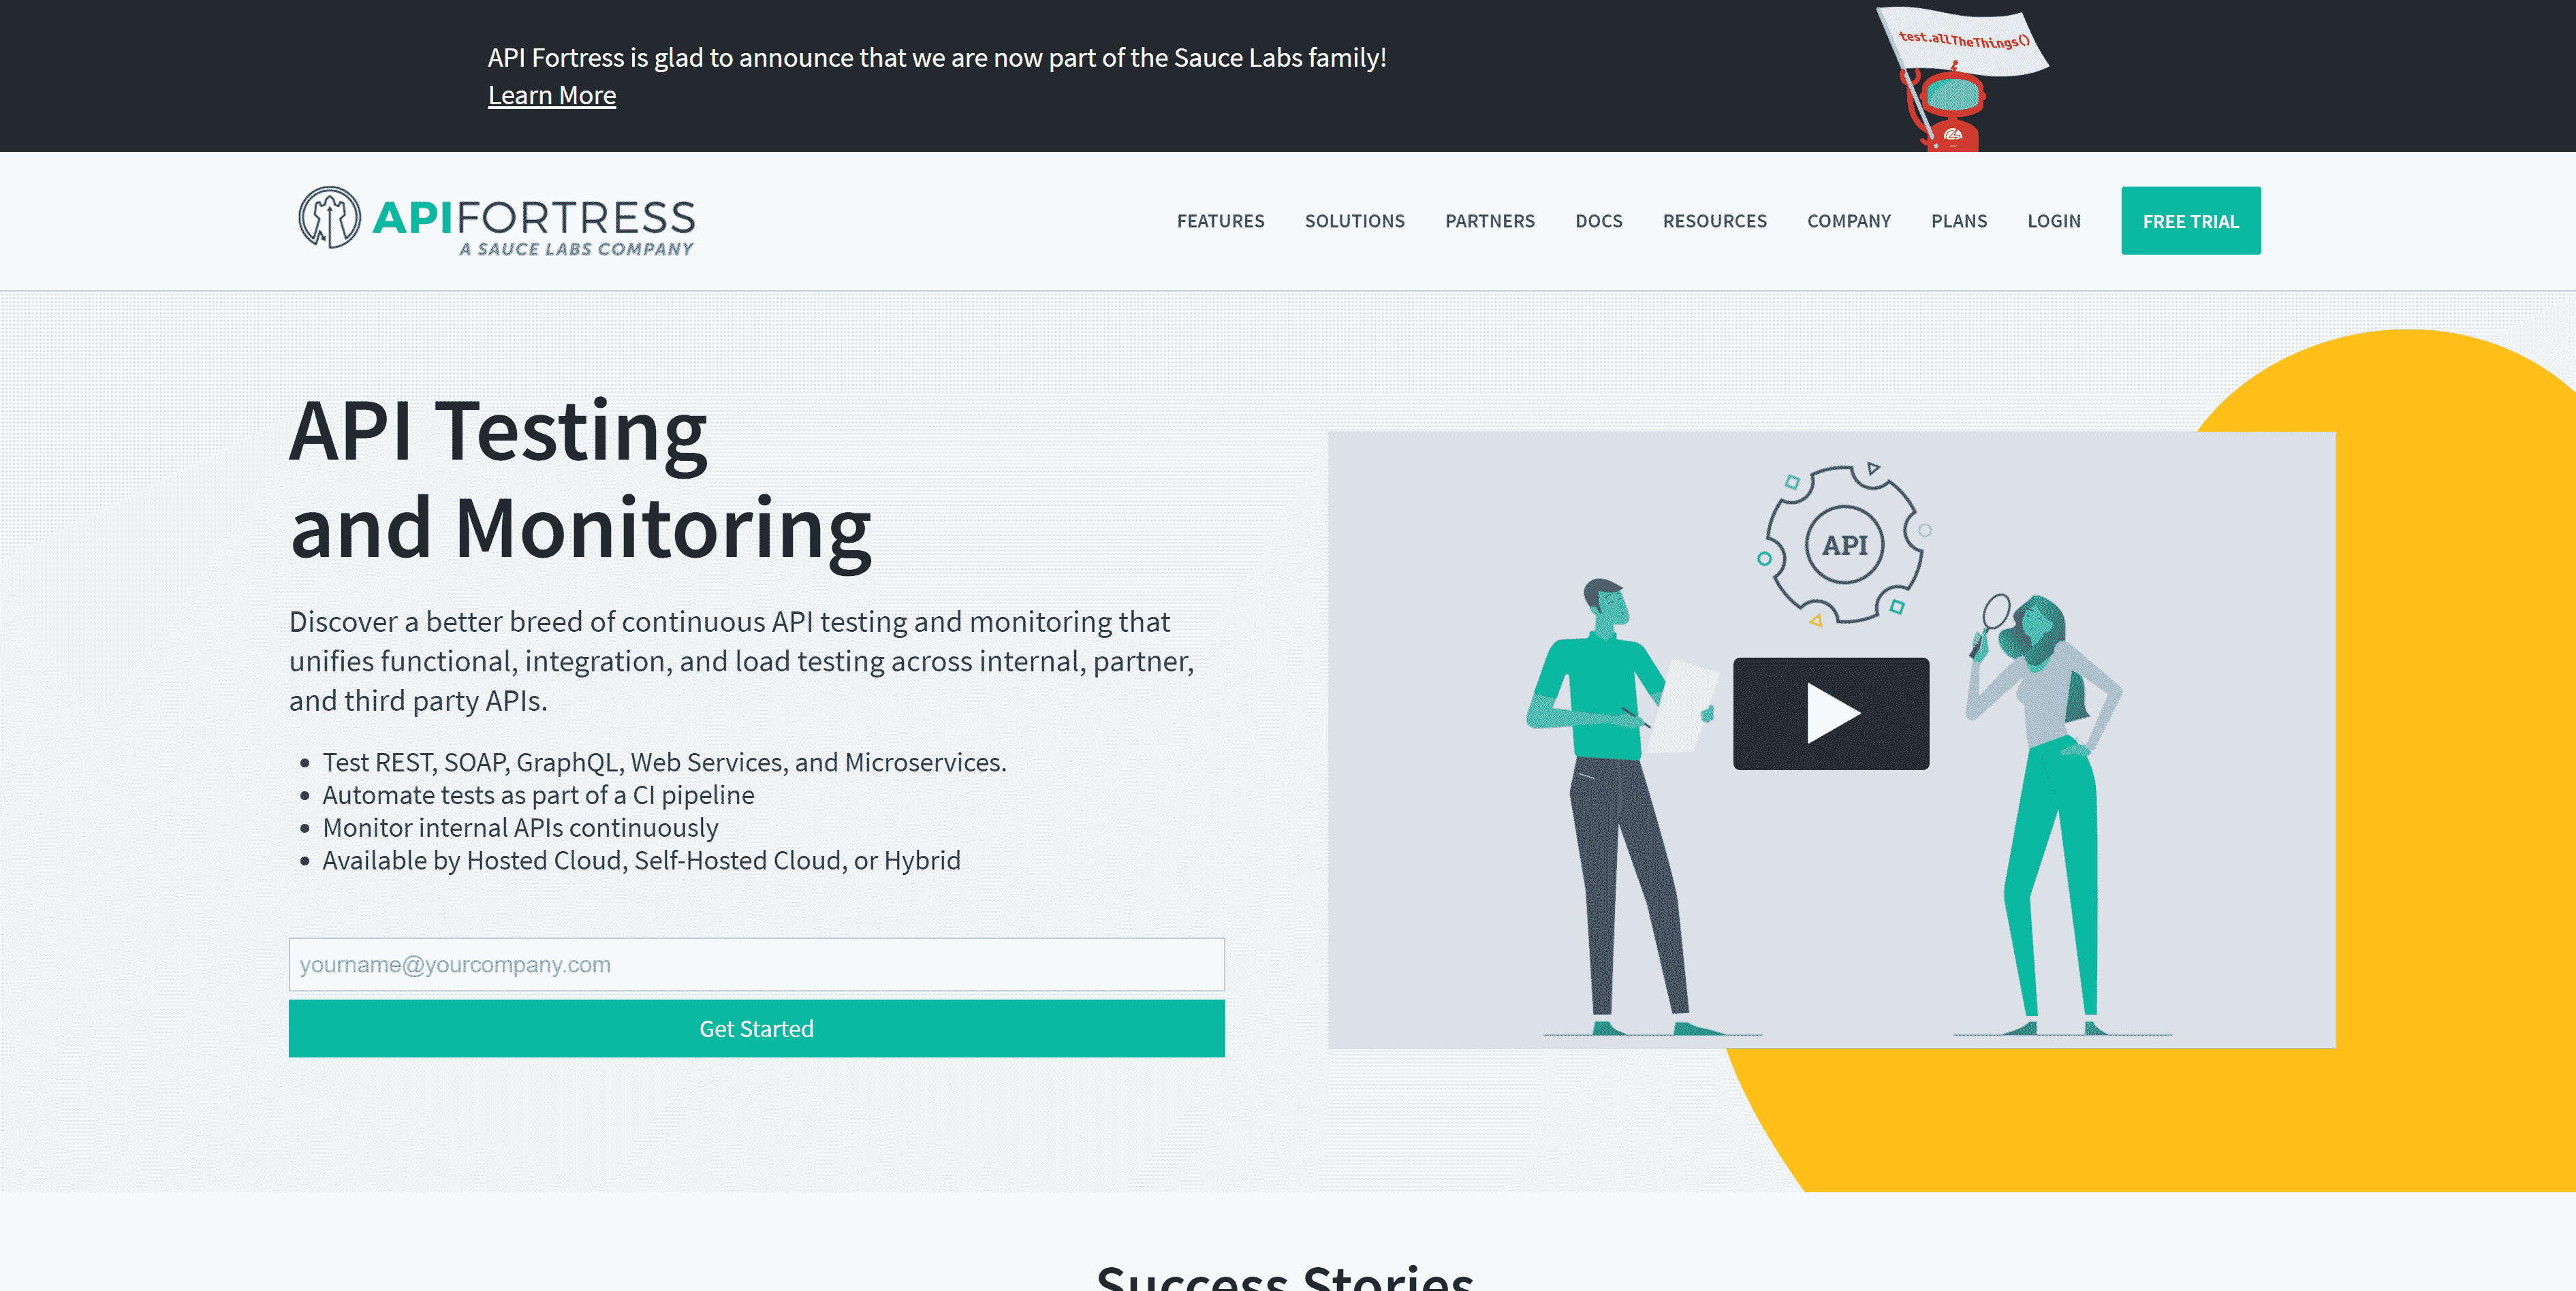 API Fortress is glad to announce that we are now part of the Sauce Labs family!
Learn More
test.allTheThings()
APIFORTRESS
A SAUCE LABS COMPANY
FEATURES SOLUTIONS PARTNERS DOCS RESOURCES COMPANY PLANS LOGIN FREE TRIAL
API Testing
and Monitoring
Discover a better breed of continuous API testing and monitoring that
unifies functional, integration, and load testing across internal, partner,
and third party APIs.
• Test REST, SOAP, GraphQL, Web Services, and Microservices.
• Automate tests as part of a CI pipeline
• Monitor internal APIs continuously
• Available by Hosted Cloud, Self-Hosted Cloud, or Hybrid
yourname@yourcompany.com
Get Started
API
Success Stories